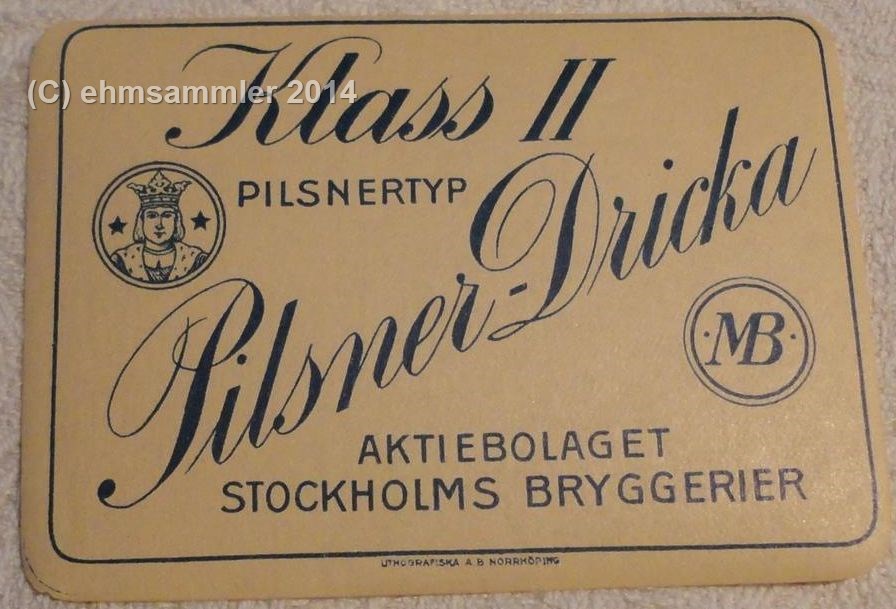 Klass II
(C) ehmsammler 2014
PILSNERTYP
Pilsner-Dricka
MB
AKTIEBOLAGET
STOCKHOLMS BRYGGERIER
LITHOGRAFISKA A.B. NORRKÖPING